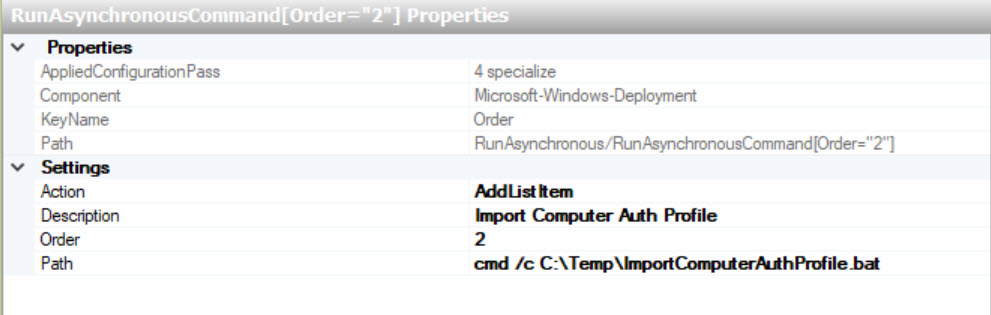 RunAsynchronousCommand[Order="2"] Properties
Properties
AppliedConfigurationPass 4 specialize
Component Microsoft-Windows-Deployment
KeyName Order
Path RunAsynchronous/RunAsynchronousCommand[Order="2"]
Settings
Action AddListItem
Description Import Computer Auth Profile
Order 2
Path cmd /c C:\Temp\ImportComputerAuthProfile.bat